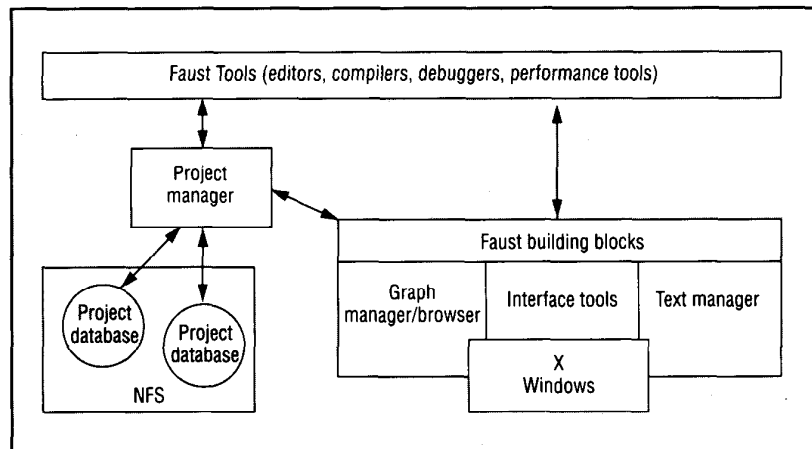 Faust Tools (editors, compilers, debuggers, performance tools)
Project
manager
Faust building blocks
Graph
manager/browser
Interface tools
Text manager
Project
database
Project
database
NFS
X
Windows